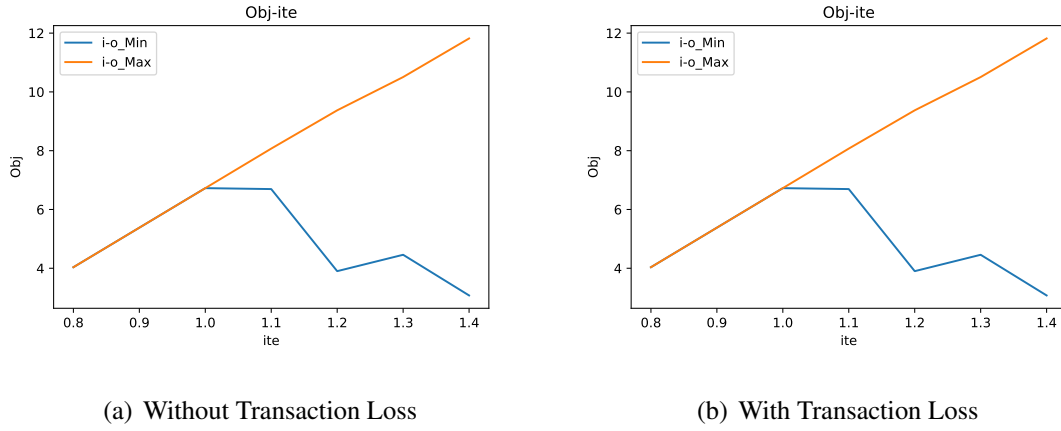 Obj-ite
12
10
8
6
4
Obj
i-o_Min
i-o_Max
0.8 0.9 1.0 1.1 1.2 1.3 1.4
ite
(a) Without Transaction Loss
Obj-ite
12
10
8
6
4
Obj
i-o_Min
i-o_Max
0.8 0.9 1.0 1.1 1.2 1.3 1.4
ite
(b) With Transaction Loss